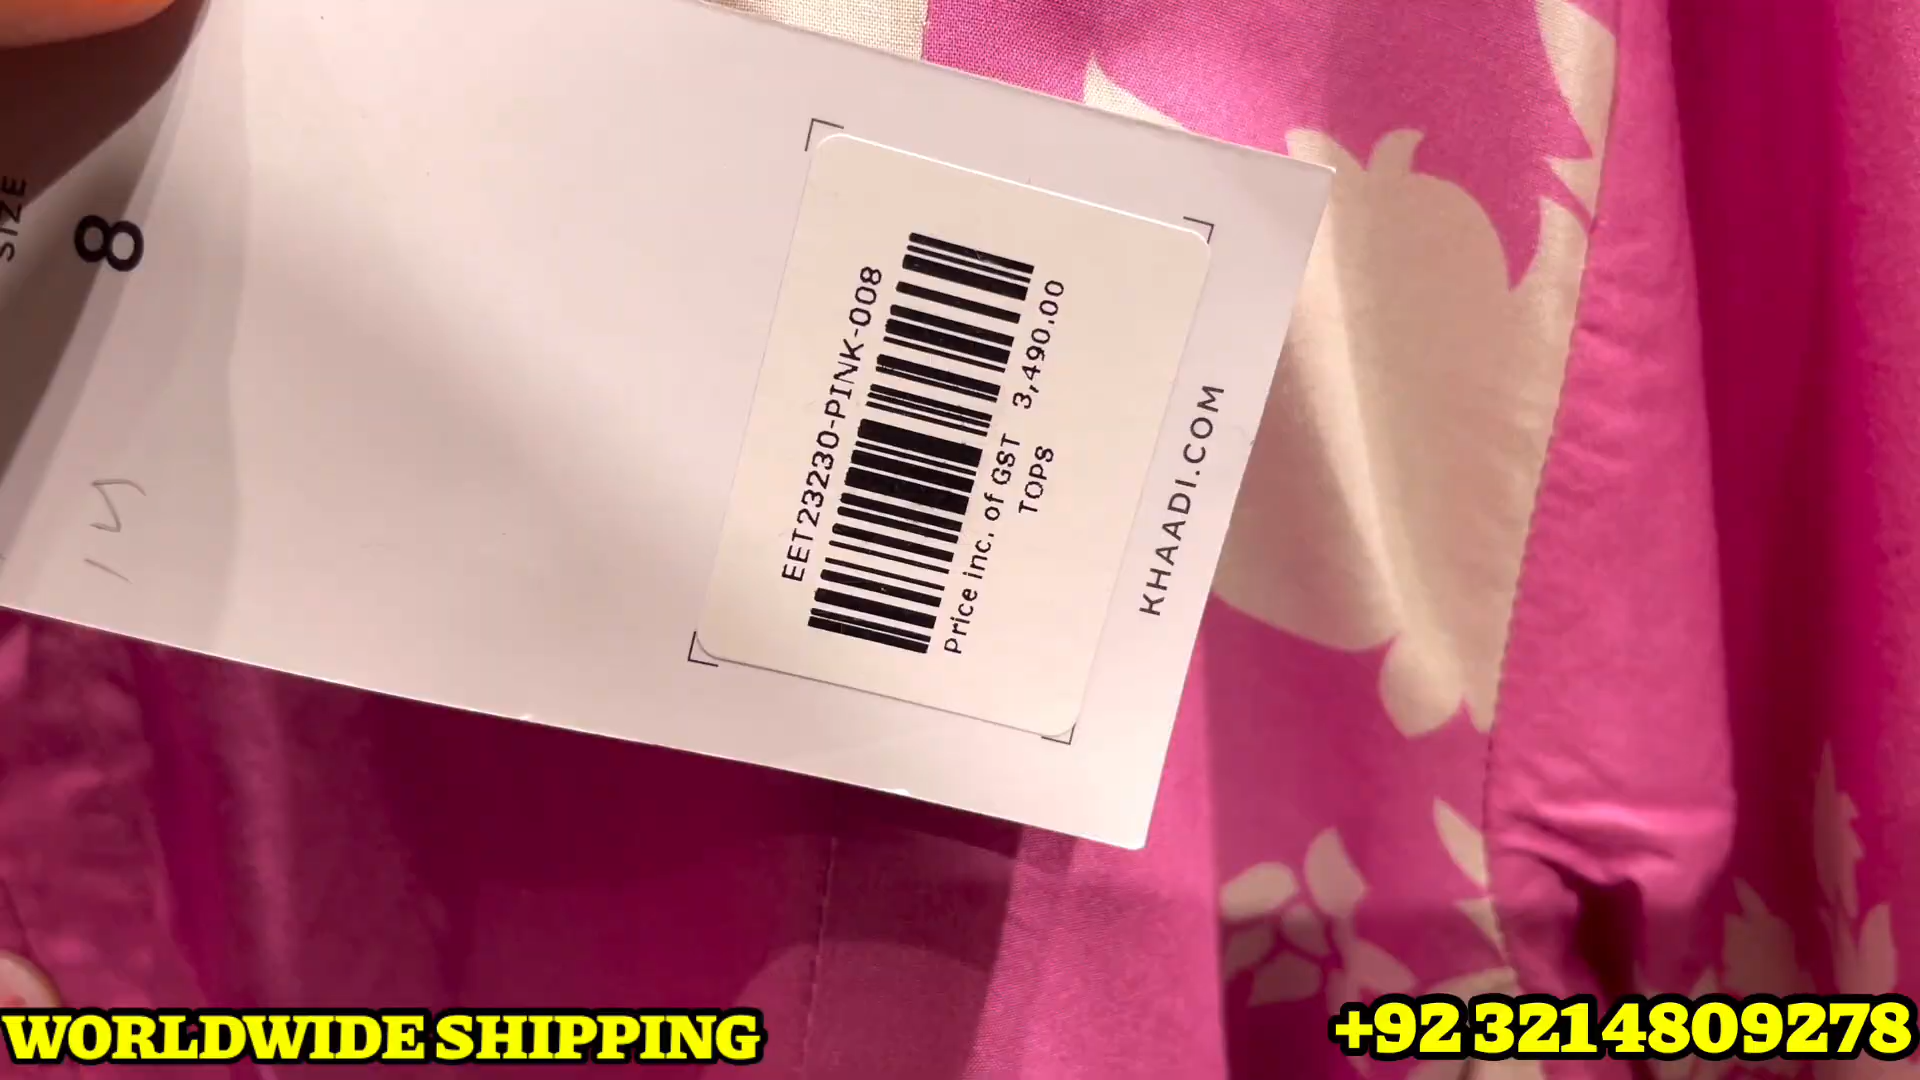 SIZE
8
EET23230-PINK-008
Price inc. of GST 3,490.00
TOPS
KHAADI.COM
WORLDWIDE SHIPPING
+92 3214809278